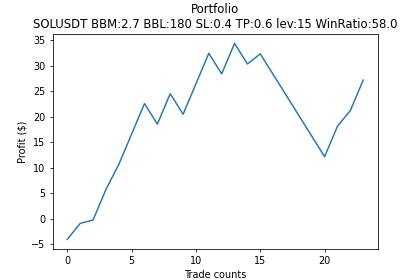 Portfolio
SOLUSDT BBM:2.7 BBL:180 SL:0.4 TP:0.6 lev:15 WinRatio:58.0
35
30
25
20
15
10
5
0
−5
Profit ($)
0 5 10 15 20
Trade counts